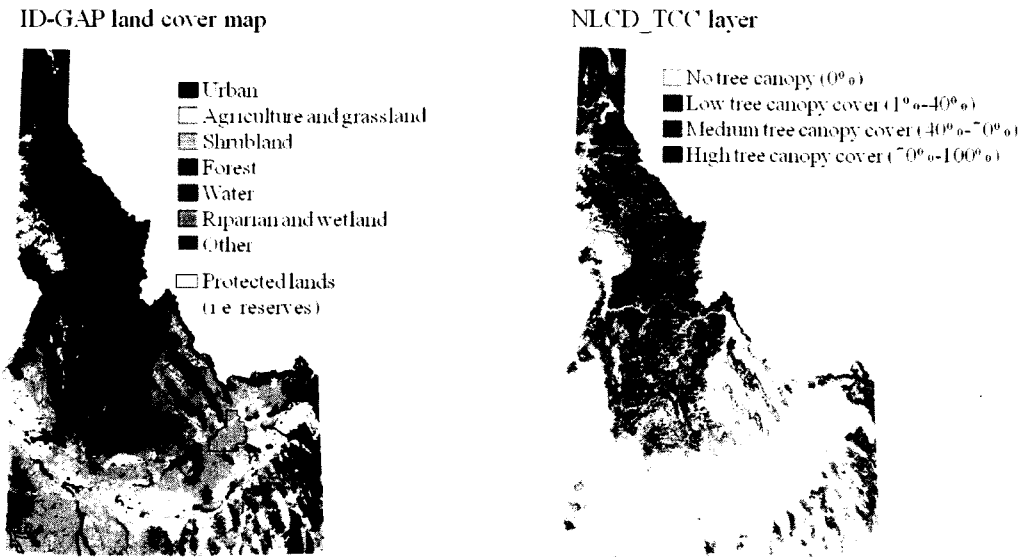 ID-GAP land cover map
Urban
Agriculture and grassland
Shrubland
Forest
Water
Riparian and wetland
Other
Protected lands
(i.e. reserves)
NLCD_TCC layer
No tree canopy (0%)
Low tree canopy cover (1%-40%)
Medium tree canopy cover (40%-70%)
High tree canopy cover (70%-100%)